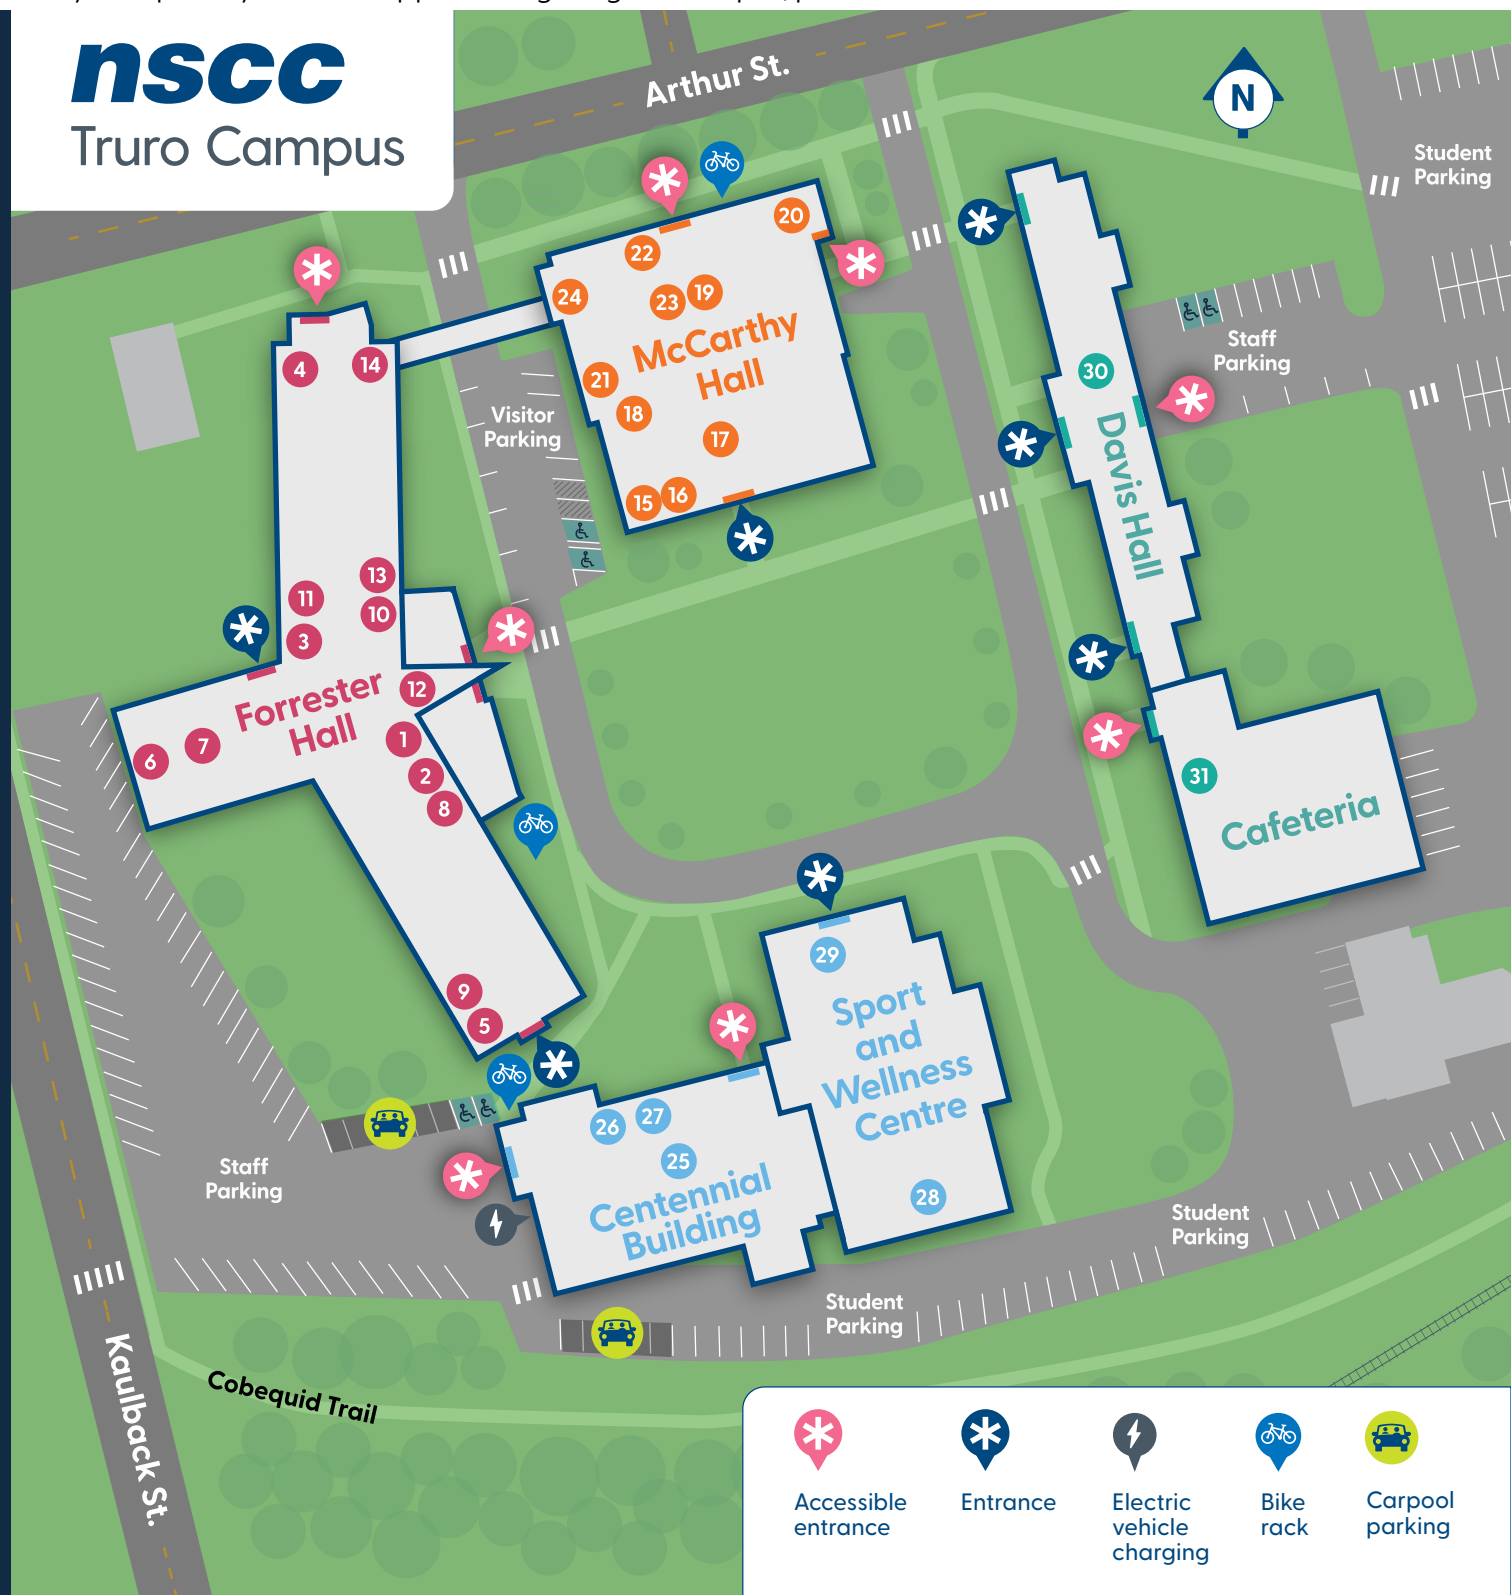 nscc
Truro Campus
Arthur St.
N
Student
Parking
20
22
24
23
19
McCarthy
Hall
21
18
17
15
16
4
14
Visitor
Parking
Staff
Parking
30
Davis Hall
13
11
10
3
12
Forrester
Hall
1
7
6
2
8
31
Cafeteria
9
5
29
Sport
and
Wellness
Centre
28
26
27
25
Centennial
Building
Staff
Parking
Student
Parking
Student
Parking
Kaulback St.
Cobequid Trail
Accessible
entrance
Entrance
Electric
vehicle
charging
Bike
rack
Carpool
parking